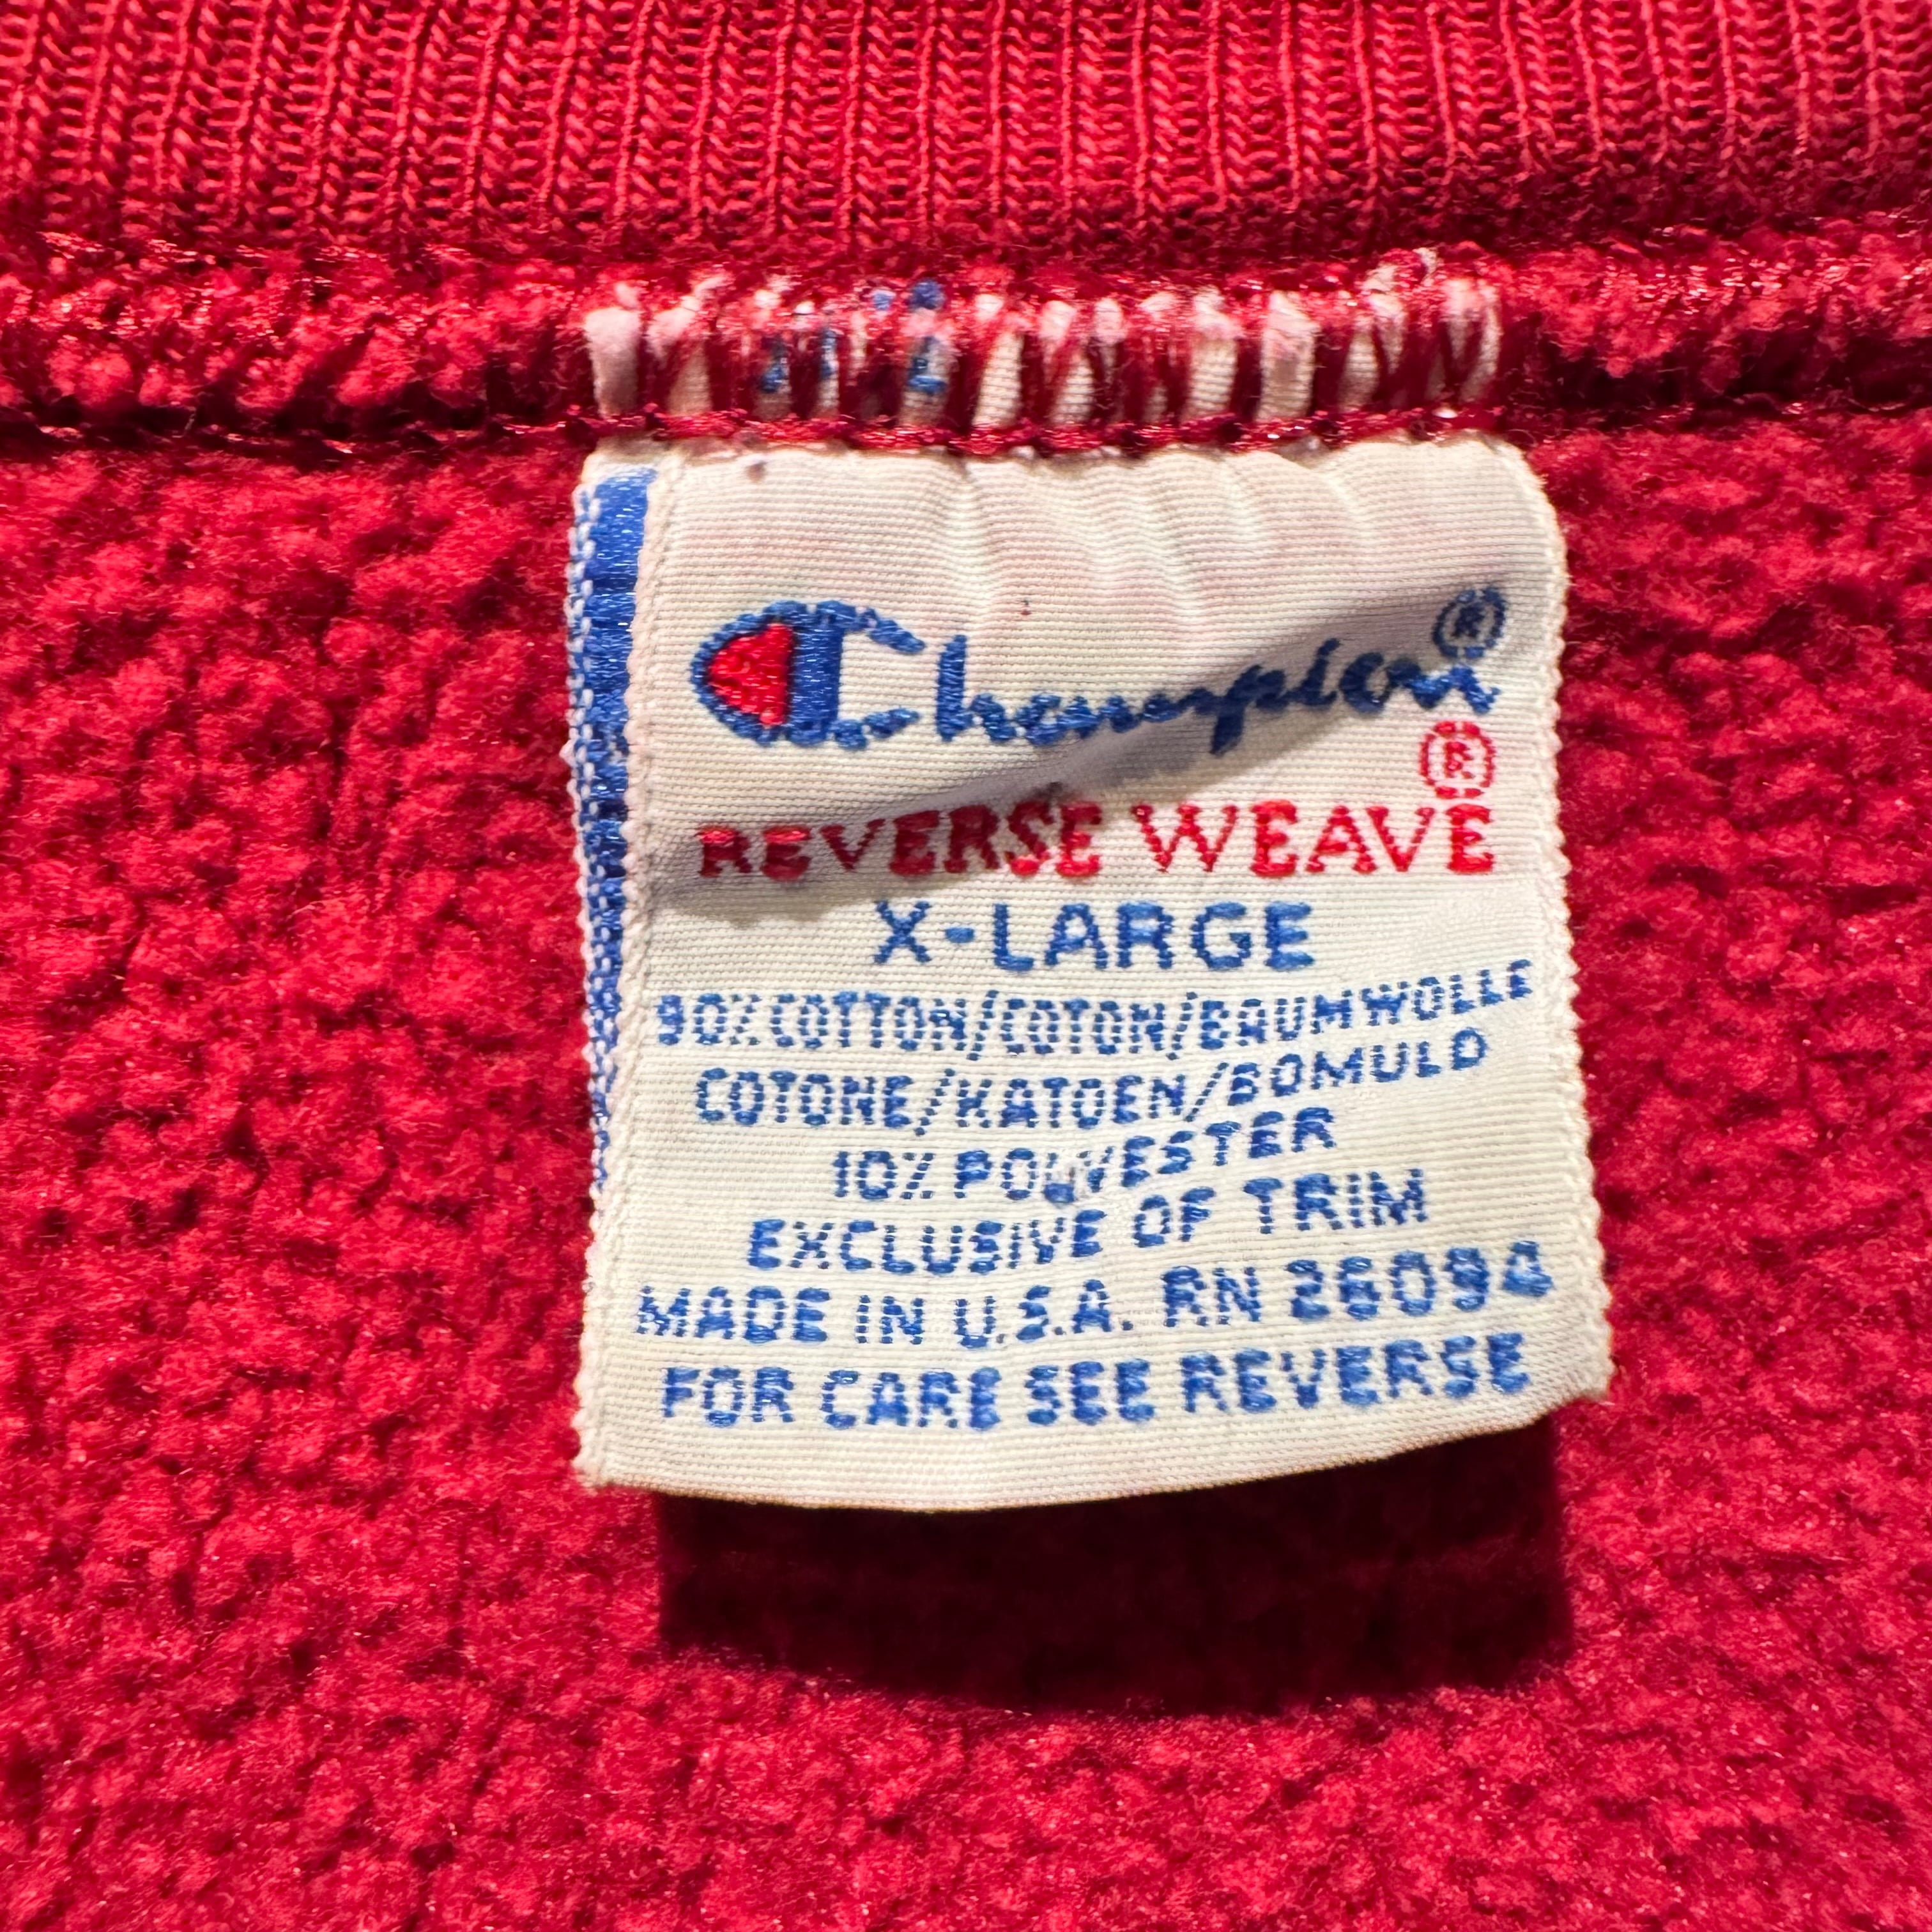 Champion®
®
REVERSE WEAVE
X-LARGE
90% COTTON/COTON/BAUMWOLLE
COTONE/KATOEN/BOMULD
10% POLYESTER
EXCLUSIVE OF TRIM
MADE IN U.S.A. RN 26094
FOR CARE SEE REVERSE